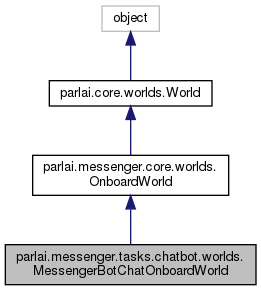 object
parlai.core.worlds.World
parlai.messenger.core.worlds.
OnboardWorld
parlai.messenger.tasks.chatbot.worlds.
MessengerBotChatOnboardWorld